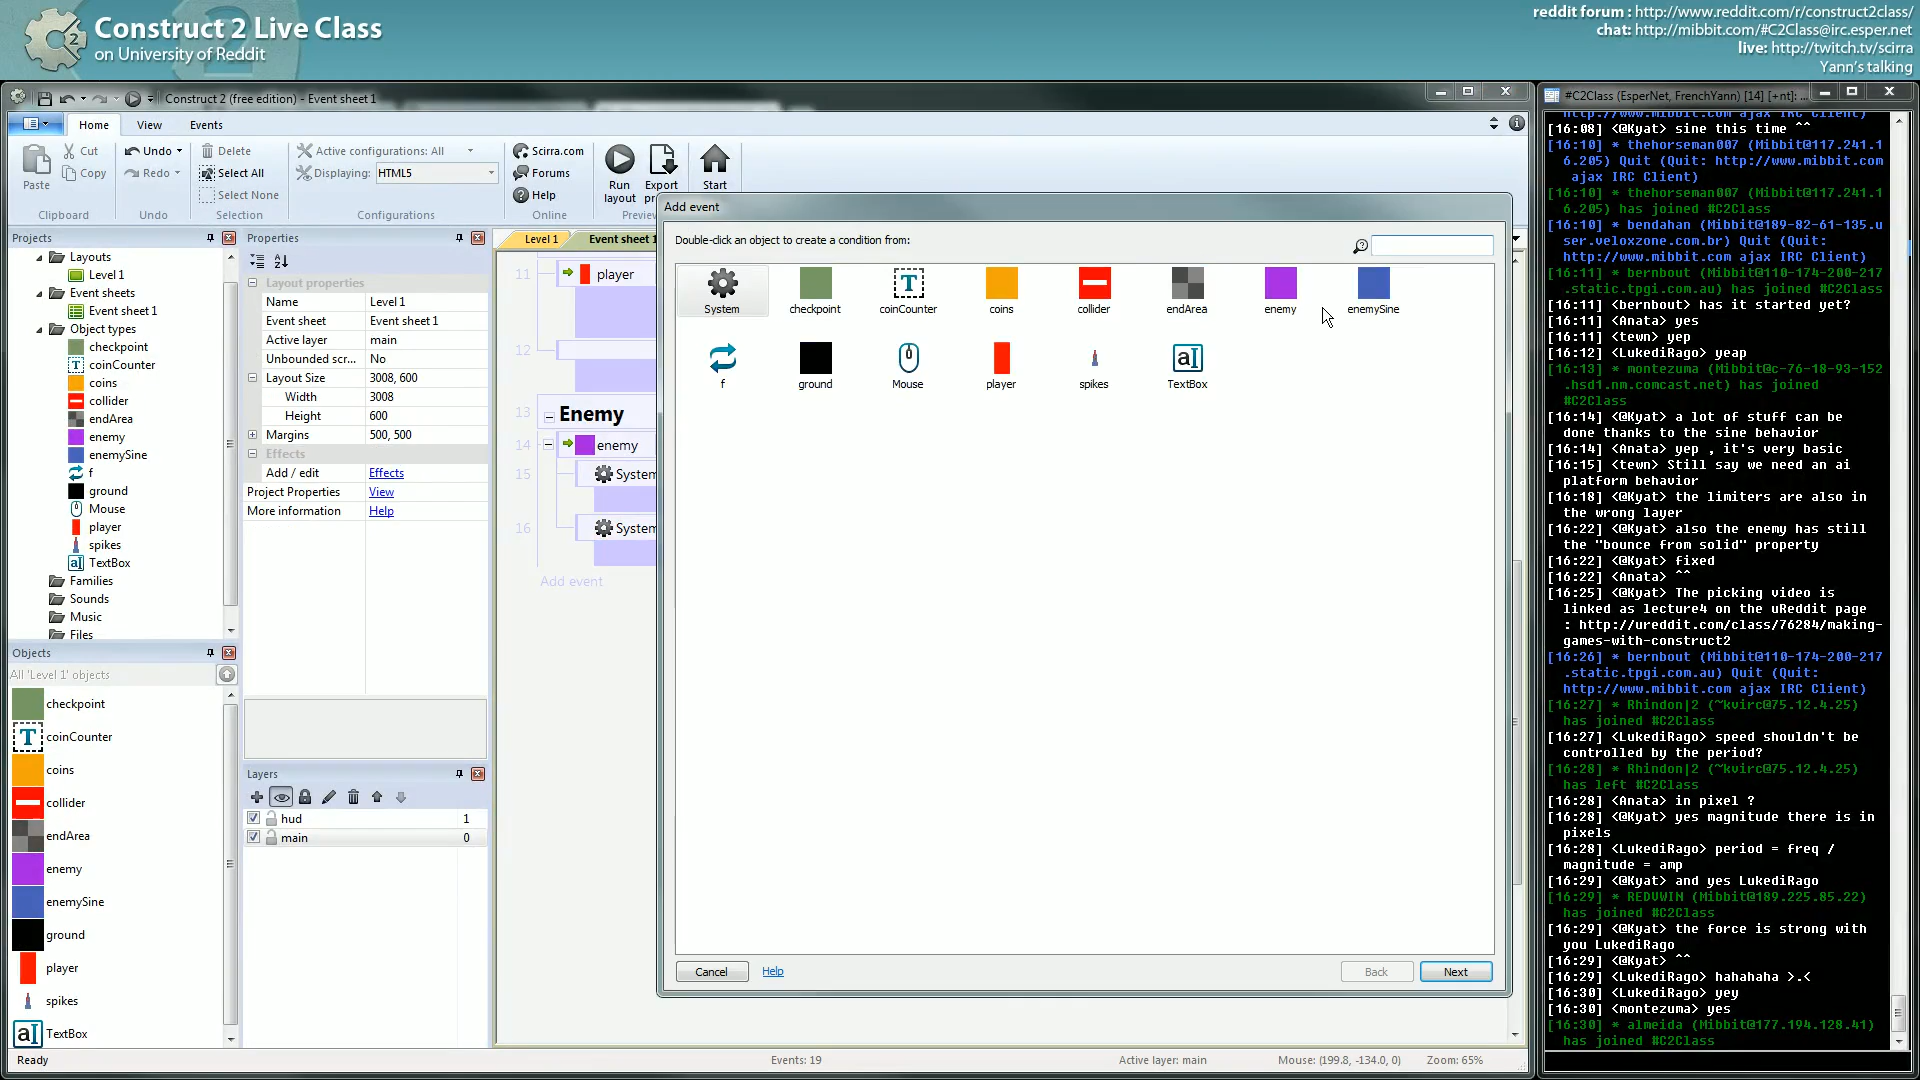 Construct 2 Live Class
on University of Reddit
reddit forum : http://www.reddit.com/r/construct2class/
chat: http://mibbit.com/#C2Class@irc.esper.net
live: http://twitch.tv/scirra
Yann's talking
Construct 2 (free edition) - Event sheet 1
Home
View
Events
Paste
Cut
Copy
Clipboard
Undo
Redo
Undo
Delete
Select All
Select None
Selection
Active configurations: All
Displaying:
HTML5
Configurations
Scirra.com
Forums
Help
Online
Run
layout
Export
Start
Projects
Layouts
Level 1
Event sheets
Event sheet 1
Object types
checkpoint
coinCounter
coins
collider
endArea
enemy
enemySine
f
ground
Mouse
player
spikes
TextBox
Families
Sounds
Music
Files
Objects
All 'Level 1' objects
checkpoint
coinCounter
coins
collider
endArea
enemy
enemySine
ground
player
spikes
TextBox
Properties
Layout properties
Name Level 1
Event sheet Event sheet 1
Active layer main
Unbounded scr... No
Layout Size 3008, 600
Width 3008
Height 600
Margins 500, 500
Effects
Add / edit Effects
Project Properties View
More information Help
Layers
hud 1
main 0
Level 1
Event sheet 1
11 player
12
13 Enemy
14 enemy
15 System
16 System
Add event
Add event
Double-click an object to create a condition from:
System
checkpoint
coinCounter
coins
collider
endArea
enemy
enemySine
f
ground
Mouse
player
spikes
TextBox
Cancel
Help
Back
Next
Ready
Events: 19
Active layer: main
Mouse: (199.8, -134.0, 0)
Zoom: 65%
#C2Class (EsperNet, FrenchYann) [14] [+nt]: ...
http://www.mibbit.com ajax IRC Client)
[16:08] <@Kyat> sine this time ^^
[16:10] * thehorseman007 (Mibbit@117.241.1
6.205) Quit (Quit: http://www.mibbit.com
ajax IRC Client)
[16:10] * thehorseman007 (Mibbit@117.241.1
6.205) has joined #C2Class
[16:10] * bendahan (Mibbit@189-82-61-135.u
ser.veloxzone.com.br) Quit (Quit:
http://www.mibbit.com ajax IRC Client)
[16:11] * bernbout (Mibbit@110-174-200-217
.static.tpgi.com.au) has joined #C2Class
[16:11] <bernbout> has it started yet?
[16:11] <Anata> yes
[16:11] <tewn> yep
[16:12] <LukediRago> yeap
[16:13] * montezuma (Mibbit@c-76-18-93-152
.hsd1.nm.comcast.net) has joined
#C2Class
[16:14] <@Kyat> a lot of stuff can be
done thanks to the sine behavior
[16:14] <Anata> yep , it's very basic
[16:15] <tewn> Still say we need an ai
platform behavior
[16:18] <@Kyat> the limiters are also in
the wrong layer
[16:22] <@Kyat> also the enemy has still
the "bounce from solid" property
[16:22] <@Kyat> fixed
[16:22] <Anata> ^^
[16:25] <@Kyat> The picking video is
linked as lecture4 on the uReddit page
: http://ureddit.com/class/76284/making-
games-with-construct2
[16:26] * bernbout (Mibbit@110-174-200-217
.static.tpgi.com.au) Quit (Quit:
http://www.mibbit.com ajax IRC Client)
[16:27] * Rhindon|2 (~kvirc@75.12.4.25)
has joined #C2Class
[16:27] <LukediRago> speed shouldn't be
controlled by the period?
[16:28] * Rhindon|2 (~kvirc@75.12.4.25)
has left #C2Class
[16:28] <Anata> in pixel ?
[16:28] <@Kyat> yes magnitude there is in
pixels
[16:28] <LukediRago> period = freq /
magnitude = amp
[16:29] <@Kyat> and yes LukediRago
[16:29] * REDVWIN (Mibbit@189.225.85.22)
has joined #C2Class
[16:29] <@Kyat> the force is strong with
you LukediRago
[16:29] <@Kyat> ^^
[16:29] <LukediRago> hahahaha >.<
[16:30] <LukediRago> yey
[16:30] <montezuma> yes
[16:30] * almeida (Mibbit@177.194.128.41)
has joined #C2Class